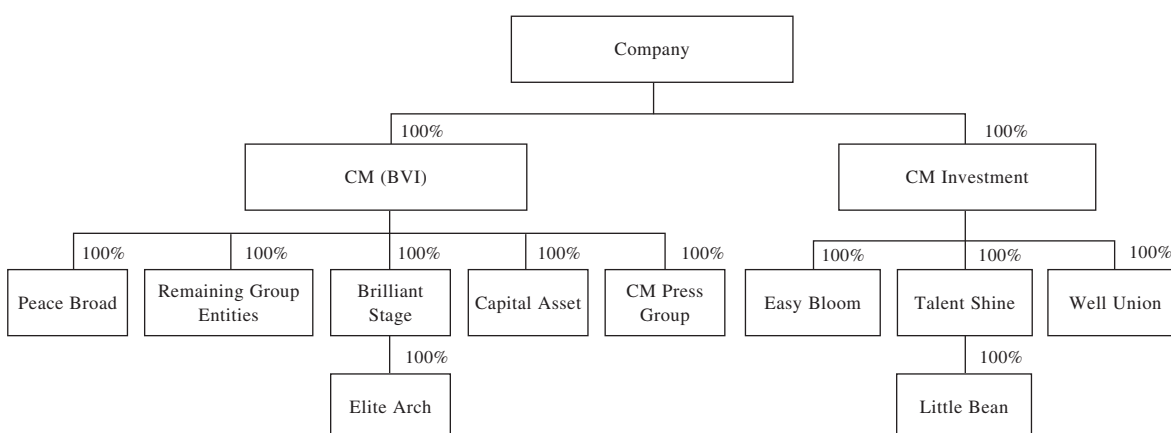 Company
100%
100%
CM (BVI)
CM Investment
100%
100%
100%
100%
100%
100%
100%
100%
Peace Broad
Remaining Group
Entities
Brilliant
Stage
Capital Asset
CM Press
Group
Easy Bloom
Talent Shine
Well Union
100%
100%
Elite Arch
Little Bean